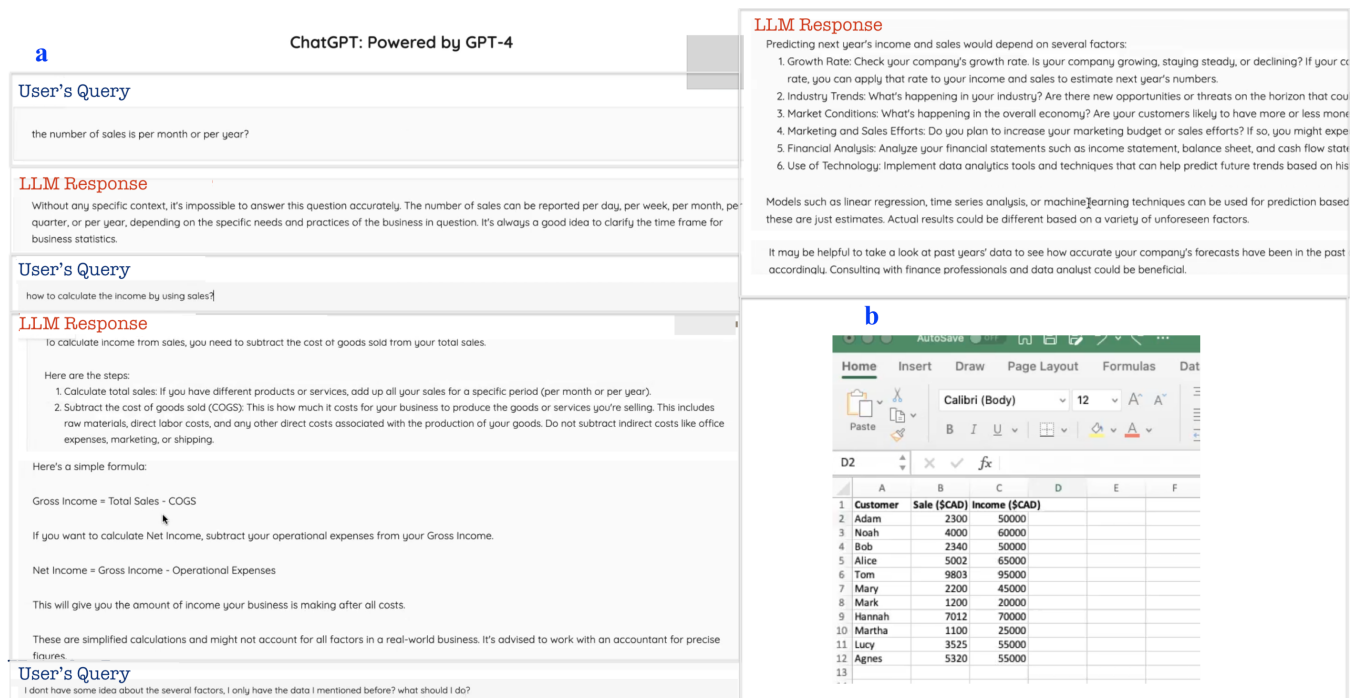 ChatGPT: Powered by GPT-4
a
User's Query
the number of sales is per month or per year?
LLM Response
Without any specific context, it's impossible to answer this question accurately. The number of sales can be reported per day, per week, per month, per
quarter, or per year, depending on the specific needs and practices of the business in question. It's always a good idea to clarify the time frame for
business statistics.
User's Query
how to calculate the income by using sales?
LLM Response
To calculate income from sales, you need to subtract the cost of goods sold from your total sales.
Here are the steps:
1. Calculate total sales: If you have different products or services, add up all your sales for a specific period (per month or per year).
2. Subtract the cost of goods sold (COGS): This is how much it costs for your business to produce the goods or services you're selling. This includes
raw materials, direct labor costs, and any other direct costs associated with the production of your goods. Do not subtract indirect costs like office
expenses, marketing, or shipping.
Here's a simple formula:
Gross Income = Total Sales - COGS
If you want to calculate Net Income, subtract your operational expenses from your Gross Income.
Net Income = Gross Income - Operational Expenses
This will give you the amount of income your business is making after all costs.
These are simplified calculations and might not account for all factors in a real-world business. It's advised to work with an accountant for precise
figures.
User's Query
I dont have some idea about the several factors, I only have the data I mentioned before? what should I do?
LLM Response
Predicting next year's income and sales would depend on several factors:
1. Growth Rate: Check your company's growth rate. Is your company growing, staying steady, or declining? If your
rate, you can apply that rate to your income and sales to estimate next year's numbers.
2. Industry Trends: What's happening in your industry? Are there new opportunities or threats on the horizon that
3. Market Conditions: What's happening in the overall economy? Are your customers likely to have more or less
4. Marketing and Sales Efforts: Do you plan to increase your marketing budget or sales efforts? If so, you might
5. Financial Analysis: Analyze your financial statements such as income statement, balance sheet, and cash flow
6. Use of Technology: Implement data analytics tools and techniques that can help predict future trends based on
Models such as linear regression, time series analysis, or machine learning techniques can be used for prediction based
these are just estimates. Actual results could be different based on a variety of unforeseen factors.
It may be helpful to take a look at past years' data to see how accurate your company's forecasts have been in the past
accordingly. Consulting with finance professionals and data analyst could be beneficial.
b
AutoSave OFF
Home Insert Draw Page Layout Formulas Dat
Paste Calibri (Body) 12 A A
B I U A
D2 fx
A B C D E F
1 Customer Sale ($CAD) Income ($CAD)
2 Adam 2300 50000
3 Noah 4000 60000
4 Bob 2340 50000
5 Alice 5002 65000
6 Tom 9803 95000
7 Mary 2200 45000
8 Mark 1200 20000
9 Hannah 7012 70000
10 Martha 1100 25000
11 Lucy 3525 55000
12 Agnes 5320 55000
13